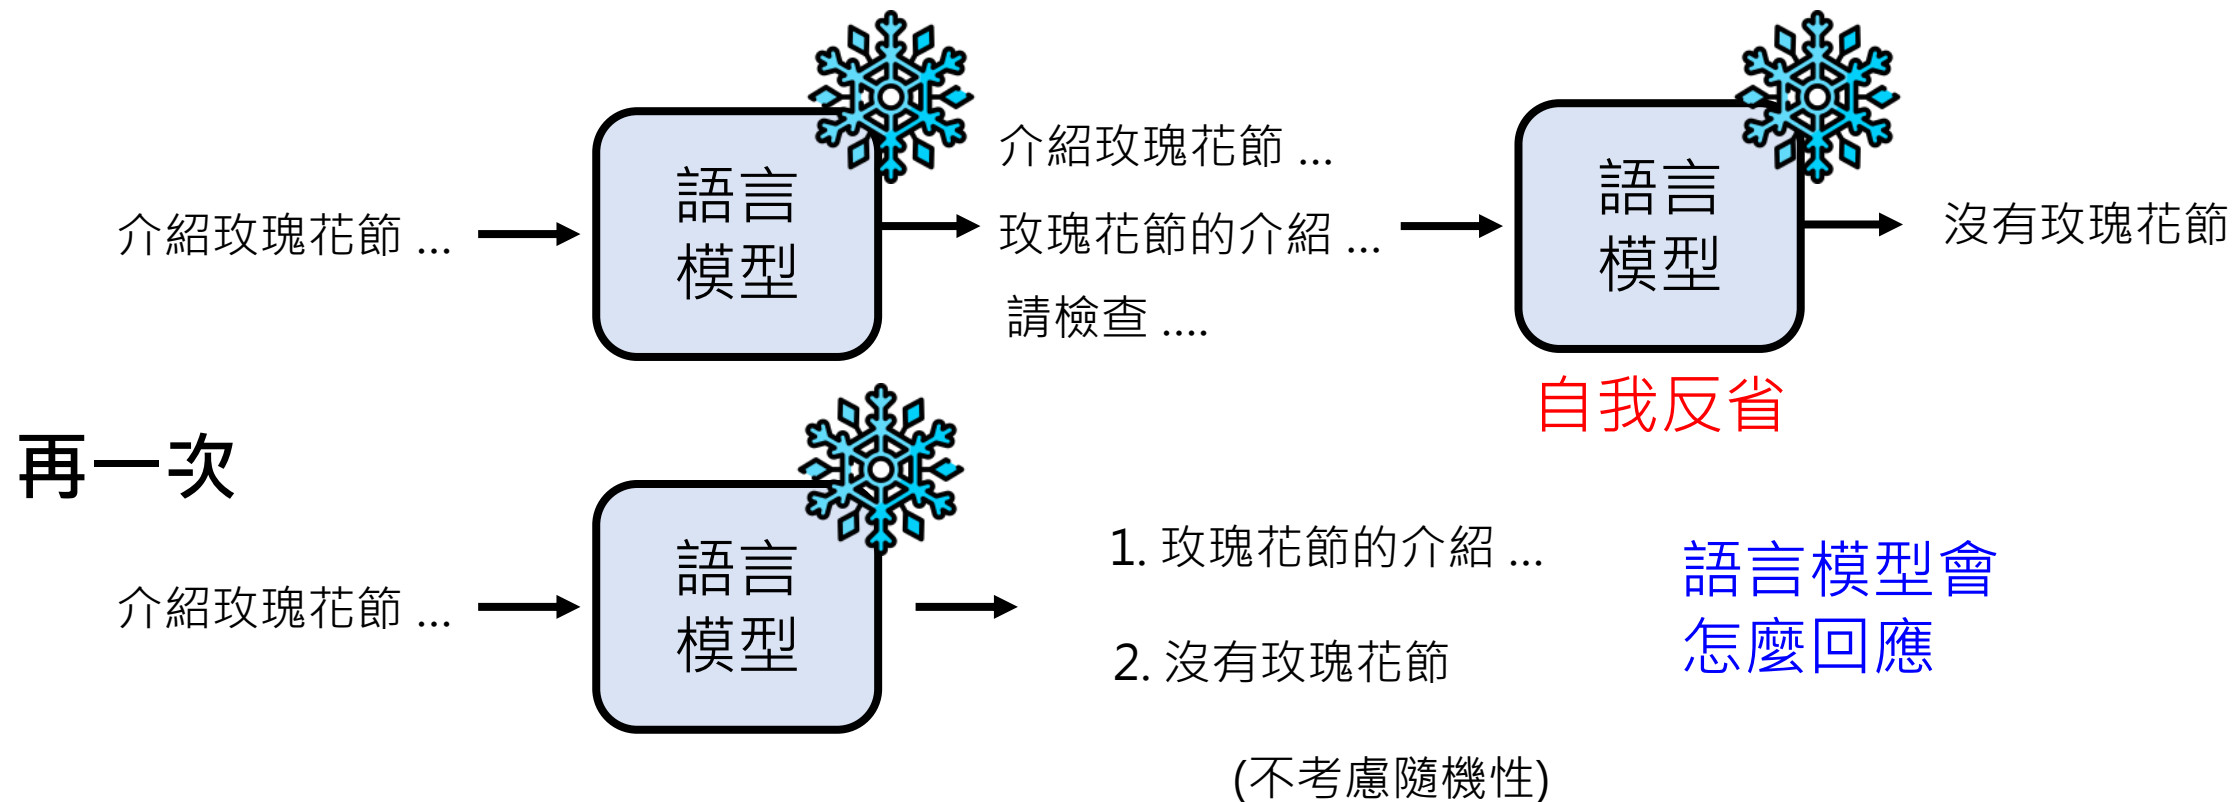 介紹玫瑰花節 ...
語言
模型
介紹玫瑰花節 ...
玫瑰花節的介紹 ...
請檢查 ....
語言
模型
沒有玫瑰花節
自我反省
再一次
介紹玫瑰花節 ...
語言
模型
1. 玫瑰花節的介紹 ...
2. 沒有玫瑰花節
(不考慮隨機性)
語言模型會
怎麼回應